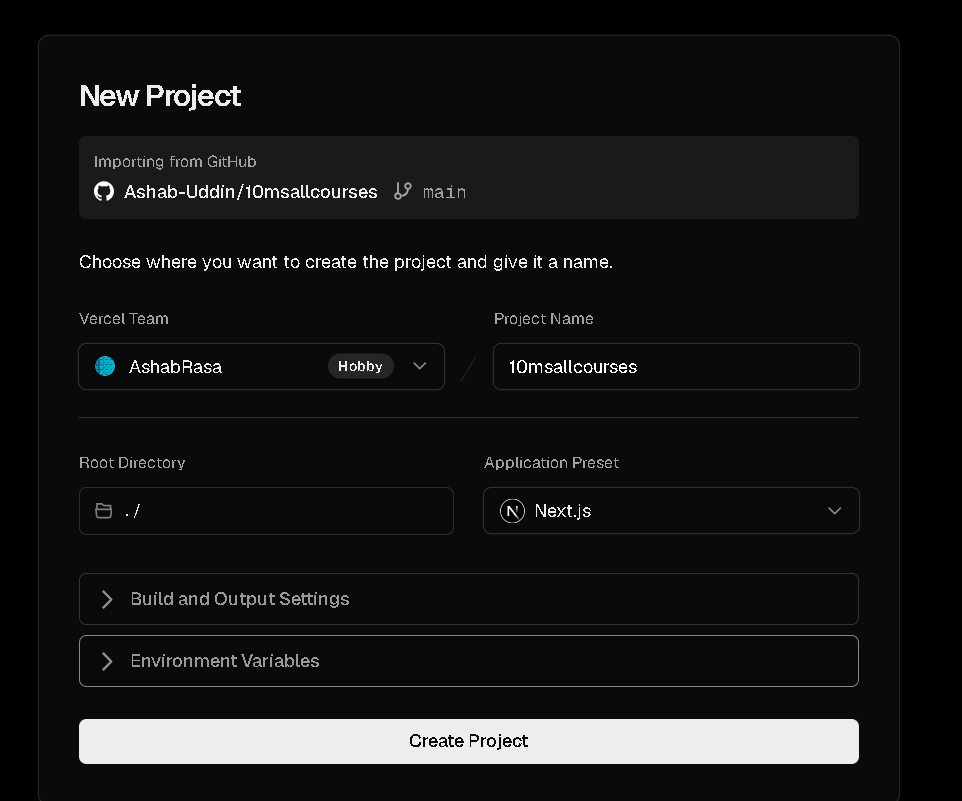 New Project
Importing from GitHub
Ashab-Uddin/10msallcourses main
Choose where you want to create the project and give it a name.
Vercel Team
Project Name
AshabRasa Hobby
10msallcourses
Root Directory
Application Preset
./
Next.js
Build and Output Settings
Environment Variables
Create Project